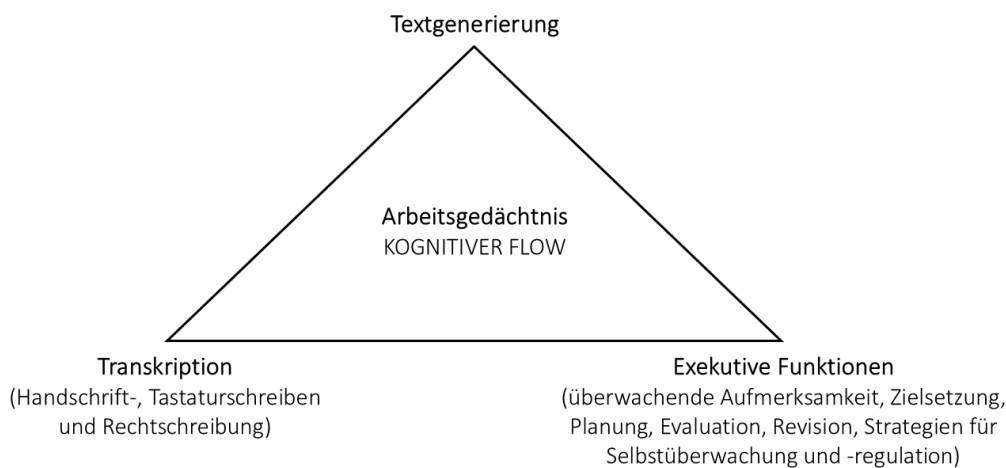 Textgenerierung
Arbeitsgedächtnis
KOGNITIVER FLOW
Transkription
(Handschrift-, Tastaturschreiben
und Rechtschreibung)
Exekutive Funktionen
(überwachende Aufmerksamkeit, Zielsetzung,
Planung, Evaluation, Revision, Strategien für
Selbstüberwachung und -regulation)